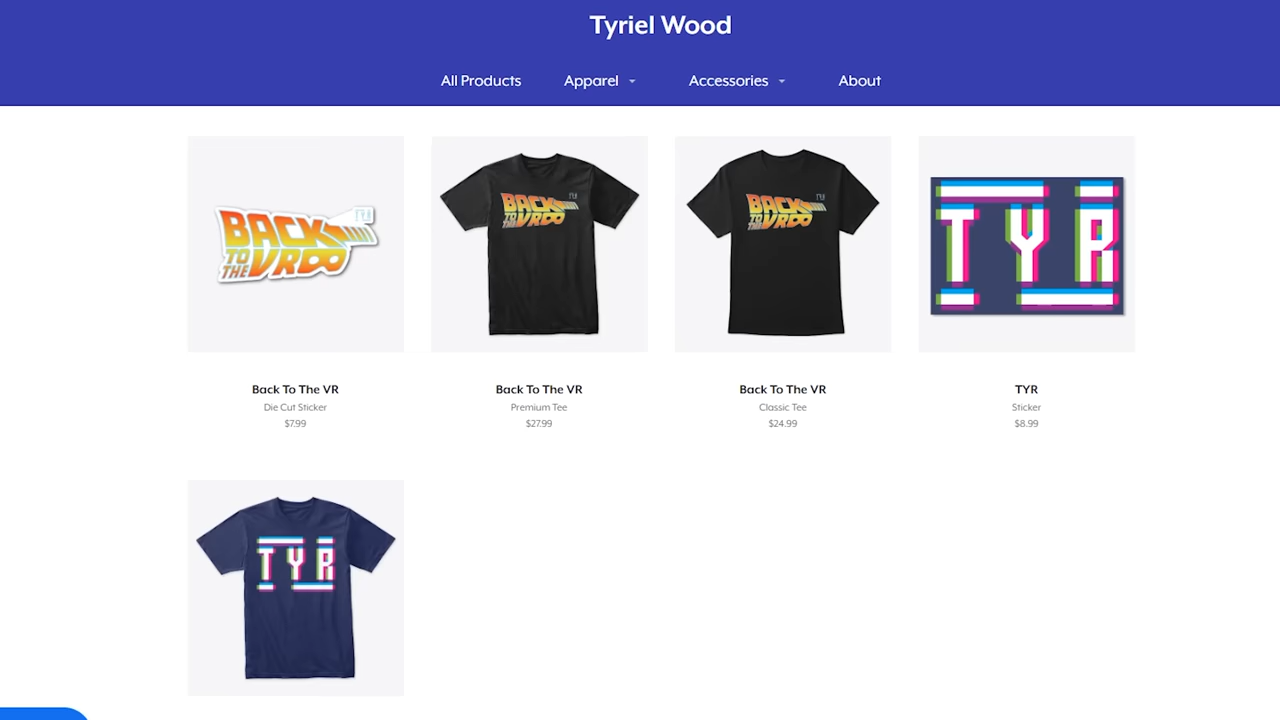 Tyriel Wood
All Products Apparel Accessories About
BACK
TO
THE VR
BACK
TO
THE VR
BACK
TO
THE VR
TYR
Back To The VR
Die Cut Sticker
$7.99
Back To The VR
Premium Tee
$27.99
Back To The VR
Classic Tee
$24.99
TYR
Sticker
$8.99
TYR